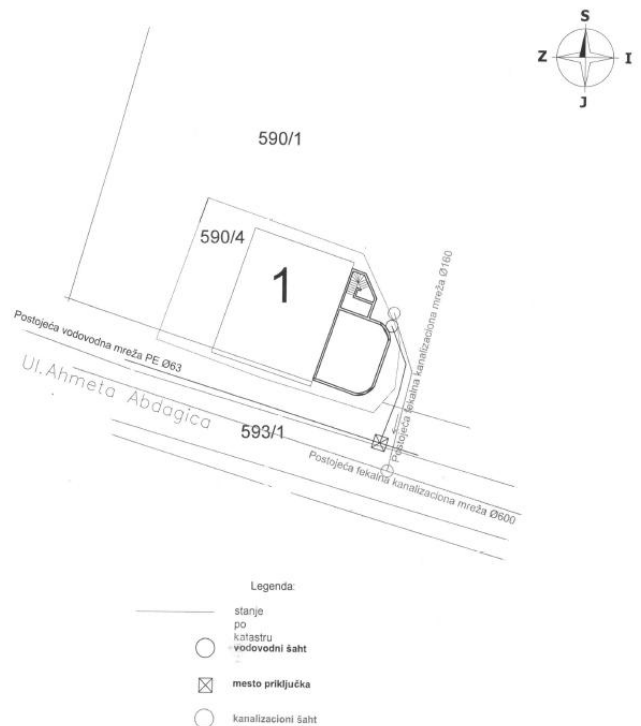 S
Z I
J
590/1
590/4
1
Postojeća fekalna kanalizaciona mreža Ø160
Postojeća vodovodna mreža PE Ø63
Ul.Ahmeta Abdagica
593/1
Postojeća fekalna kanalizaciona mreža Ø600
Legenda:
stanje
po
katastru
vodovodni šaht
mesto priključka
kanalizacioni šaht